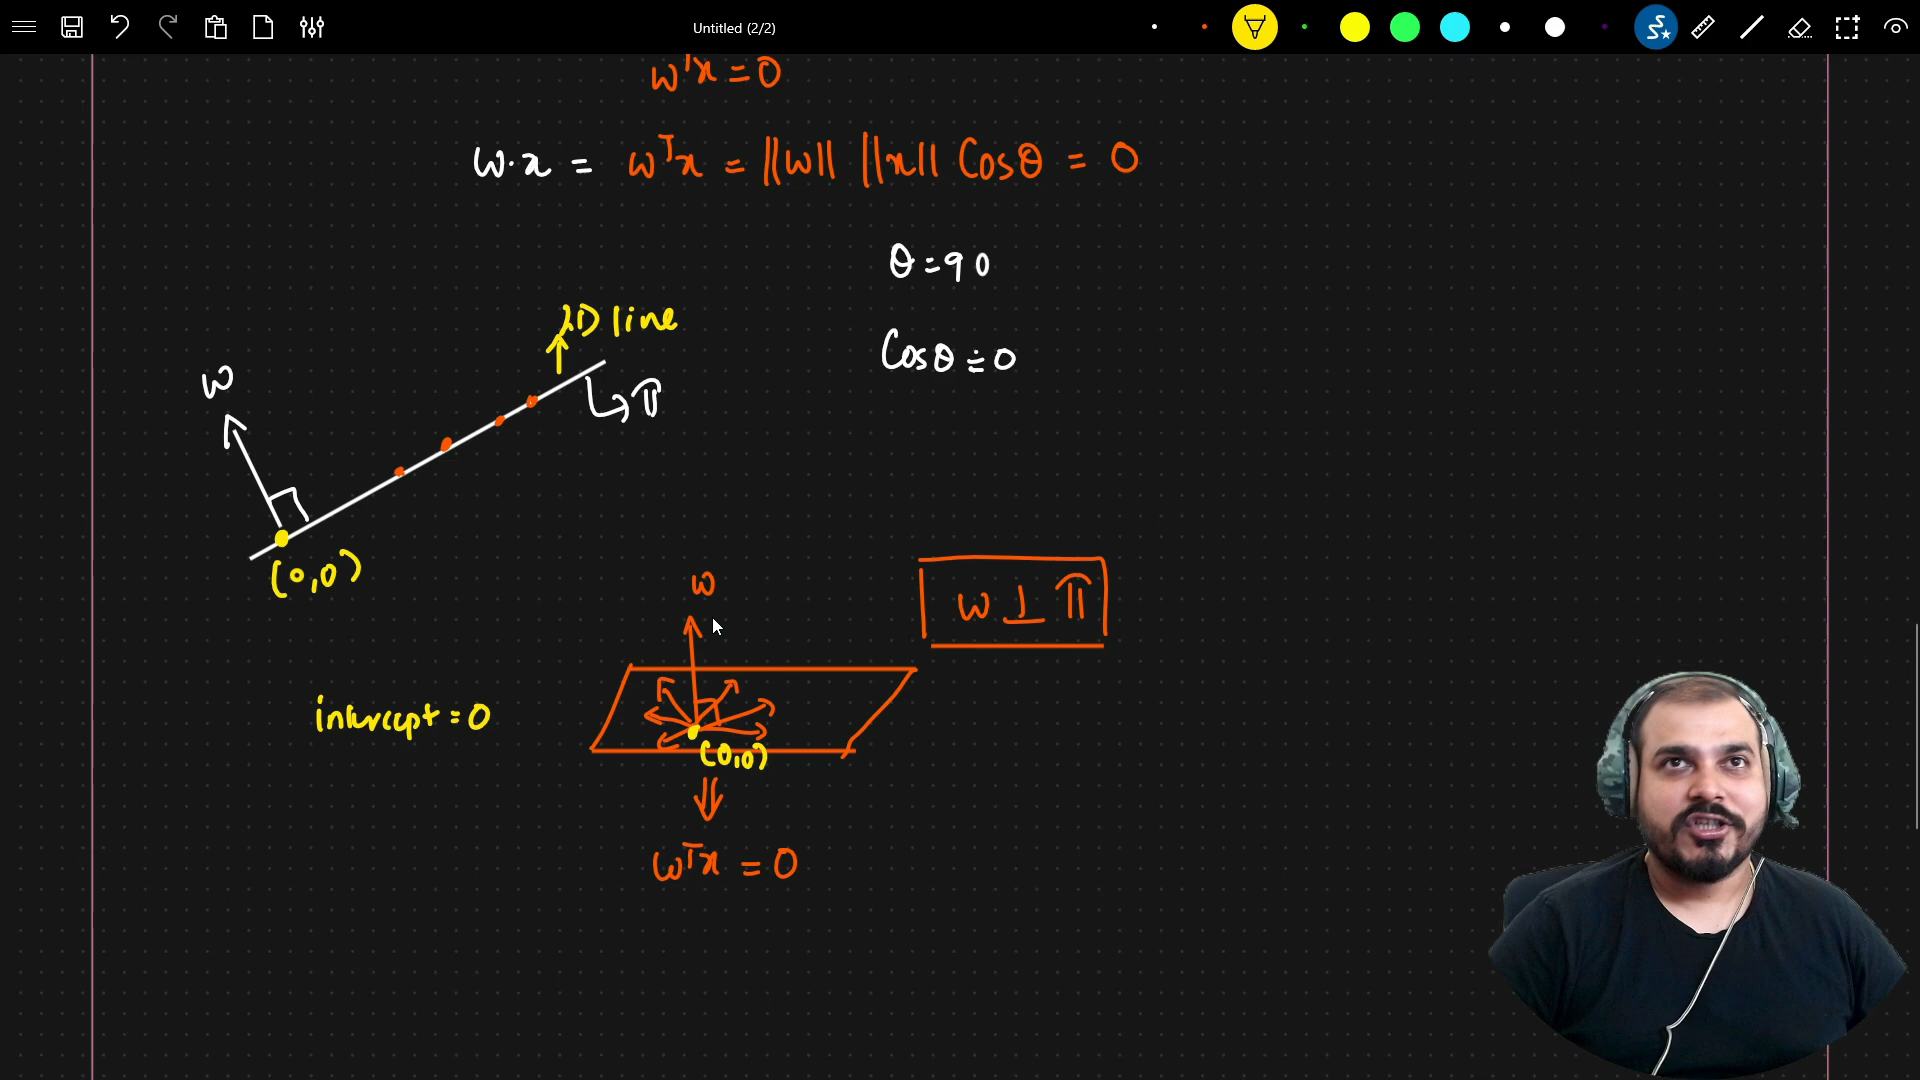 Untitled (2/2)
wᵀx = 0
w·x = wᵀx = ||w|| ||x|| Cosθ = 0
θ = 90
Cosθ = 0
2D line
w
π
(0,0)
w
w ⊥ π
intercept = 0
(0,0)
wᵀx = 0